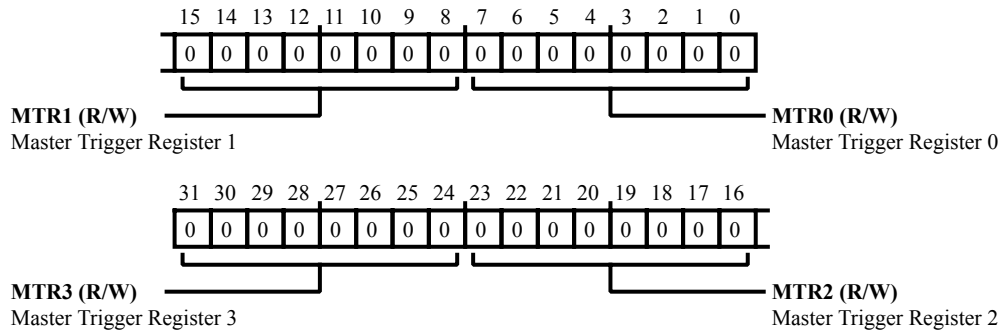 15 14 13 12 11 10 9 8 7 6 5 4 3 2 1 0
0 0 0 0 0 0 0 0 0 0 0 0 0 0 0 0
MTR1 (R/W)
Master Trigger Register 1
MTR0 (R/W)
Master Trigger Register 0
31 30 29 28 27 26 25 24 23 22 21 20 19 18 17 16
0 0 0 0 0 0 0 0 0 0 0 0 0 0 0 0
MTR3 (R/W)
Master Trigger Register 3
MTR2 (R/W)
Master Trigger Register 2